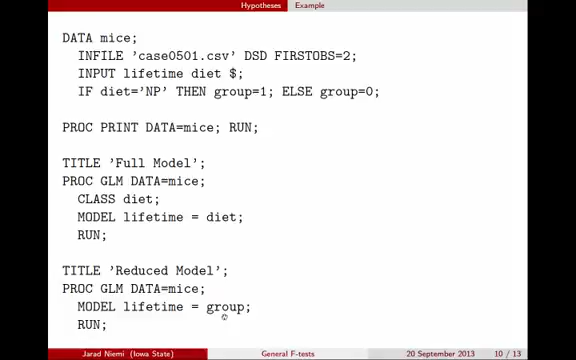 Hypotheses Example
DATA mice;
INFILE 'case0501.csv' DSD FIRSTOBS=2;
INPUT lifetime diet $;
IF diet='NP' THEN group=1; ELSE group=0;
PROC PRINT DATA=mice; RUN;
TITLE 'Full Model';
PROC GLM DATA=mice;
CLASS diet;
MODEL lifetime = diet;
RUN;
TITLE 'Reduced Model';
PROC GLM DATA=mice;
MODEL lifetime = group;
RUN;
Jarad Niemi (Iowa State) General F-tests 20 September 2013 10 / 13